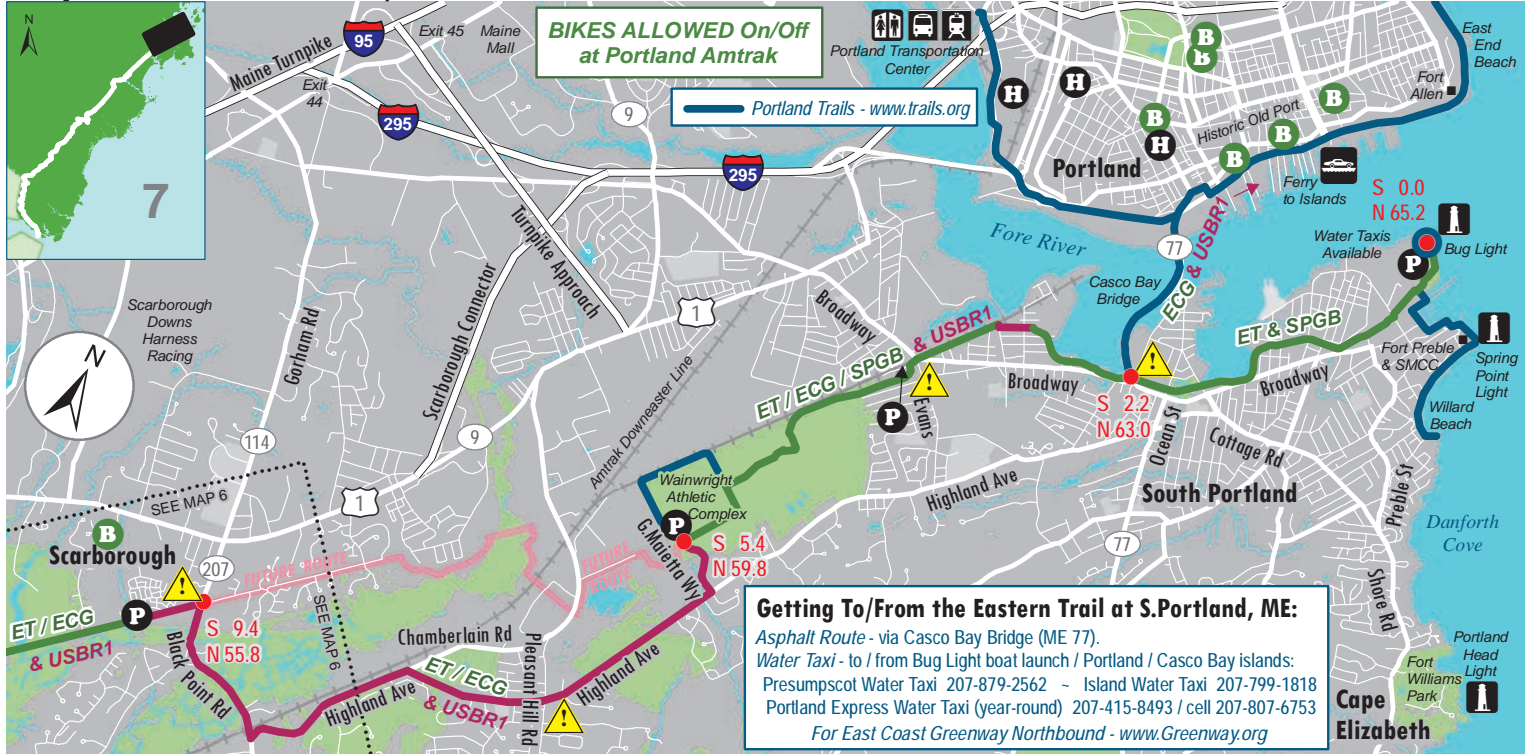 N
7
95
Exit 45
Maine
Mall
Maine Turnpike
Exit
44
295
BIKES ALLOWED On/Off
at Portland Amtrak
9
Portland Trails - www.trails.org
Portland Transportation
Center
295
H
H
H
B
B
B
B
B
B
Historic Old Port
Portland
East
End
Beach
Fort
Allen
Ferry
to Islands
S 0.0
N 65.2
Water Taxis
Available
Bug Light
P
Fore River
77
Casco Bay
Bridge
ECG & USBR1
Turnpike Approach
Scarborough Connector
1
Broadway
Scarborough
Downs
Harness
Racing
Gorham Rd
N
114
9
Amtrak Downeaster Line
ET / ECG / SPGB & USBR1
P
Evans
Broadway
S 2.2
N 63.0
ET & SPGB
Broadway
Fort Preble
& SMCC
Spring
Point
Light
Willard
Beach
Ocean St
Cottage Rd
Highland Ave
South Portland
Preble St
Danforth
Cove
77
Shore Rd
SEE MAP 6
1
B
Scarborough
207
FUTURE ROUTE
SEE MAP 6
FUTURE
ROUTE
Wainwright
Athletic
Complex
P
G.Maietta Wy
S 5.4
N 59.8
P
ET / ECG
& USBR1
S 9.4
N 55.8
Black
Point Rd
Chamberlain Rd
ET / ECG
& USBR1
Highland Ave
Pleasant Hill Rd
Highland Ave
Getting To/From the Eastern Trail at S.Portland, ME:
Asphalt Route - via Casco Bay Bridge (ME 77).
Water Taxi - to / from Bug Light boat launch / Portland / Casco Bay islands:
Presumpscot Water Taxi 207-879-2562 ~ Island Water Taxi 207-799-1818
Portland Express Water Taxi (year-round) 207-415-8493 / cell 207-807-6753
For East Coast Greenway Northbound - www.Greenway.org
Fort
Williams
Park
Portland
Head
Light
Cape
Elizabeth